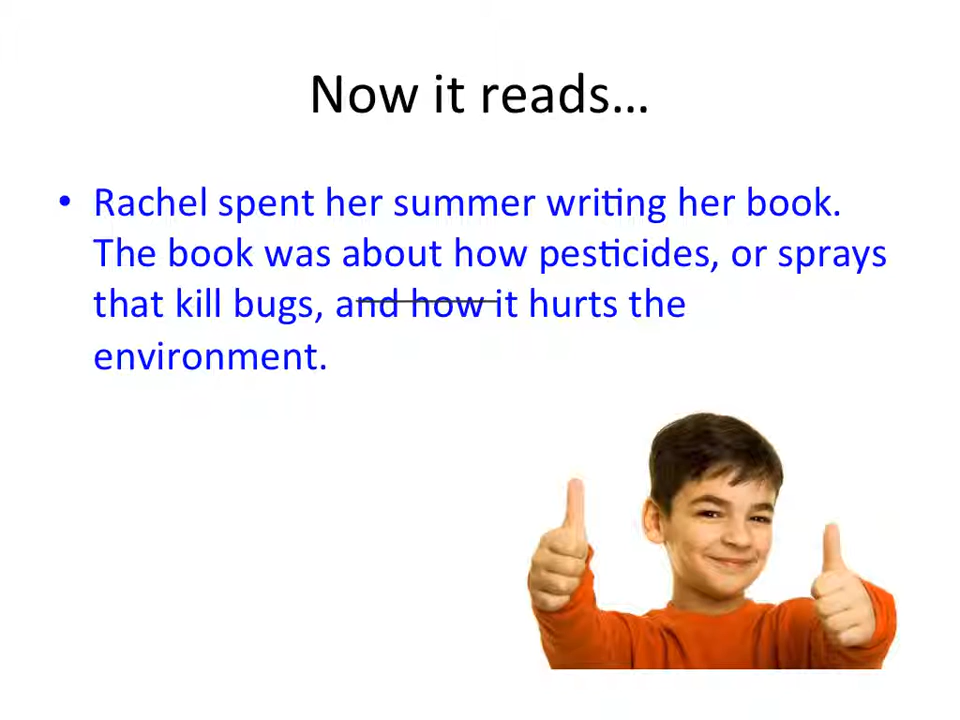 Now it reads…
• Rachel spent her summer writing her book.
The book was about how pesticides, or sprays
that kill bugs, and how it hurts the
environment.